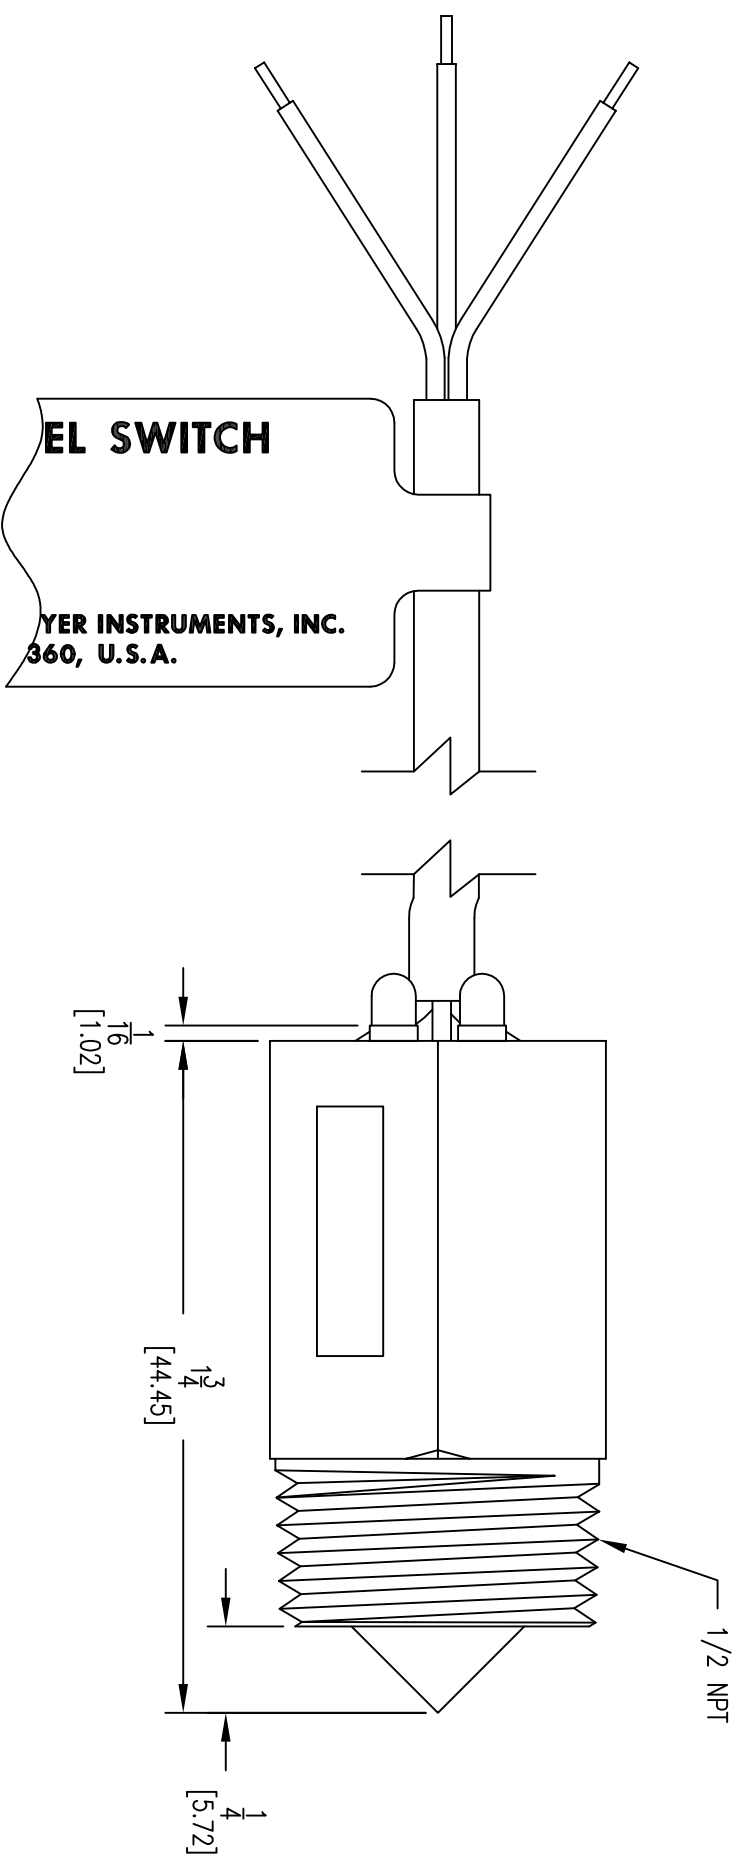 EL SWITCH
YER INSTRUMENTS, INC.
360, U.S.A.
1/16
[1.02]
1 3/4
[44.45]
1/2 NPT
1/4
[5.72]